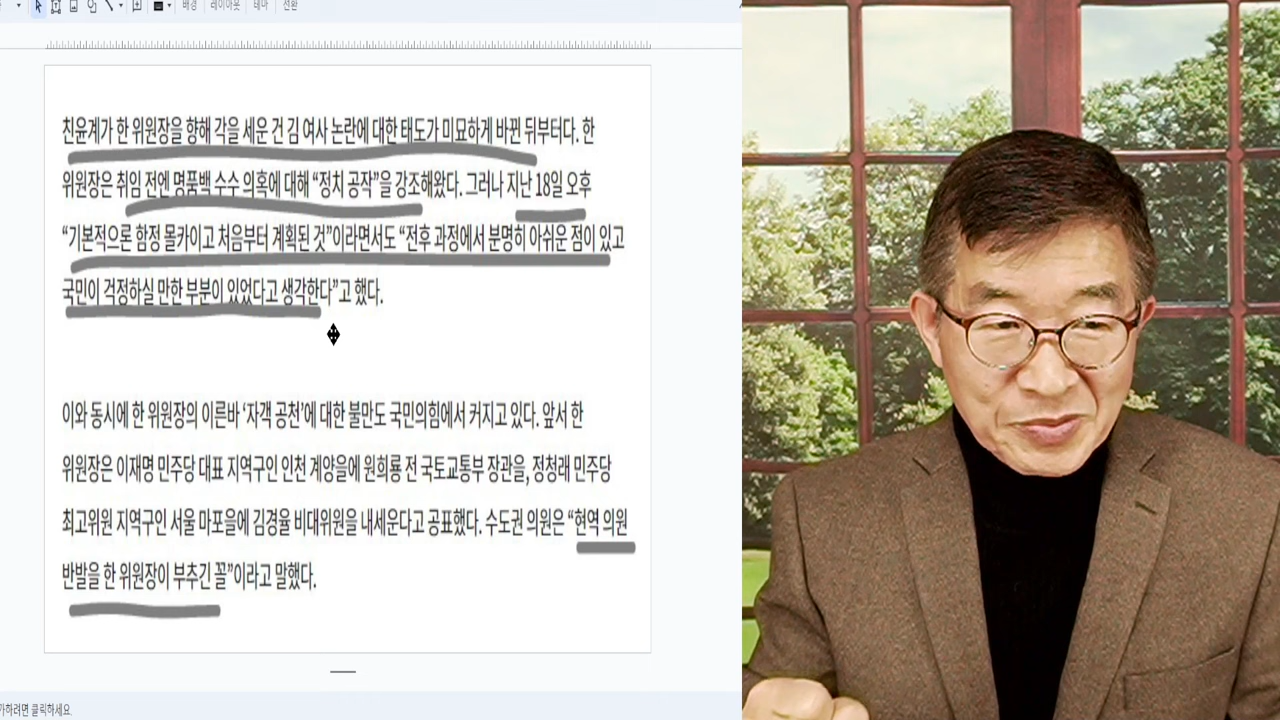 배경 레이아웃 테마 전환
친윤계가 한 위원장을 향해 각을 세운 건 김 여사 논란에 대한 태도가 미묘하게 바뀐 뒤부터다. 한
위원장은 취임 전엔 명품백 수수 의혹에 대해 “정치 공작”을 강조해왔다. 그러나 지난 18일 오후
“기본적으론 함정 몰카이고 처음부터 계획된 것”이라면서도 “전후 과정에서 분명히 아쉬운 점이 있고
국민이 걱정하실 만한 부분이 있었다고 생각한다”고 했다.
이와 동시에 한 위원장의 이른바 ‘자객 공천’에 대한 불만도 국민의힘에서 커지고 있다. 앞서 한
위원장은 이재명 민주당 대표 지역구인 인천 계양을에 원희룡 전 국토교통부 장관을, 정청래 민주당
최고위원 지역구인 서울 마포을에 김경율 비대위원을 내세운다고 공표했다. 수도권 의원은 “현역 의원
반발을 한 위원장이 부추긴 꼴”이라고 말했다.
가하려면 클릭하세요.